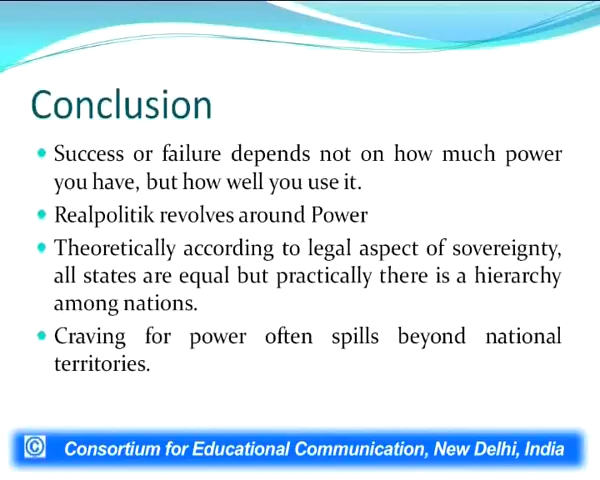 Conclusion
• Success or failure depends not on how much power
you have, but how well you use it.
• Realpolitik revolves around Power
• Theoretically according to legal aspect of sovereignty,
all states are equal but practically there is a hierarchy
among nations.
• Craving for power often spills beyond national
territories.
© Consortium for Educational Communication, New Delhi, India